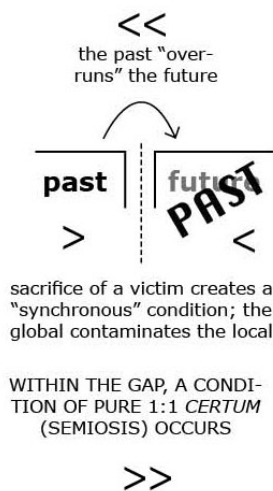 <<
the past “over-
runs” the future
past future
PAST
> <
sacrifice of a victim creates a
“synchronous” condition; the
global contaminates the local
WITHIN THE GAP, A CONDI-
TION OF PURE 1:1 CERTUM
(SEMIOSIS) OCCURS
>>